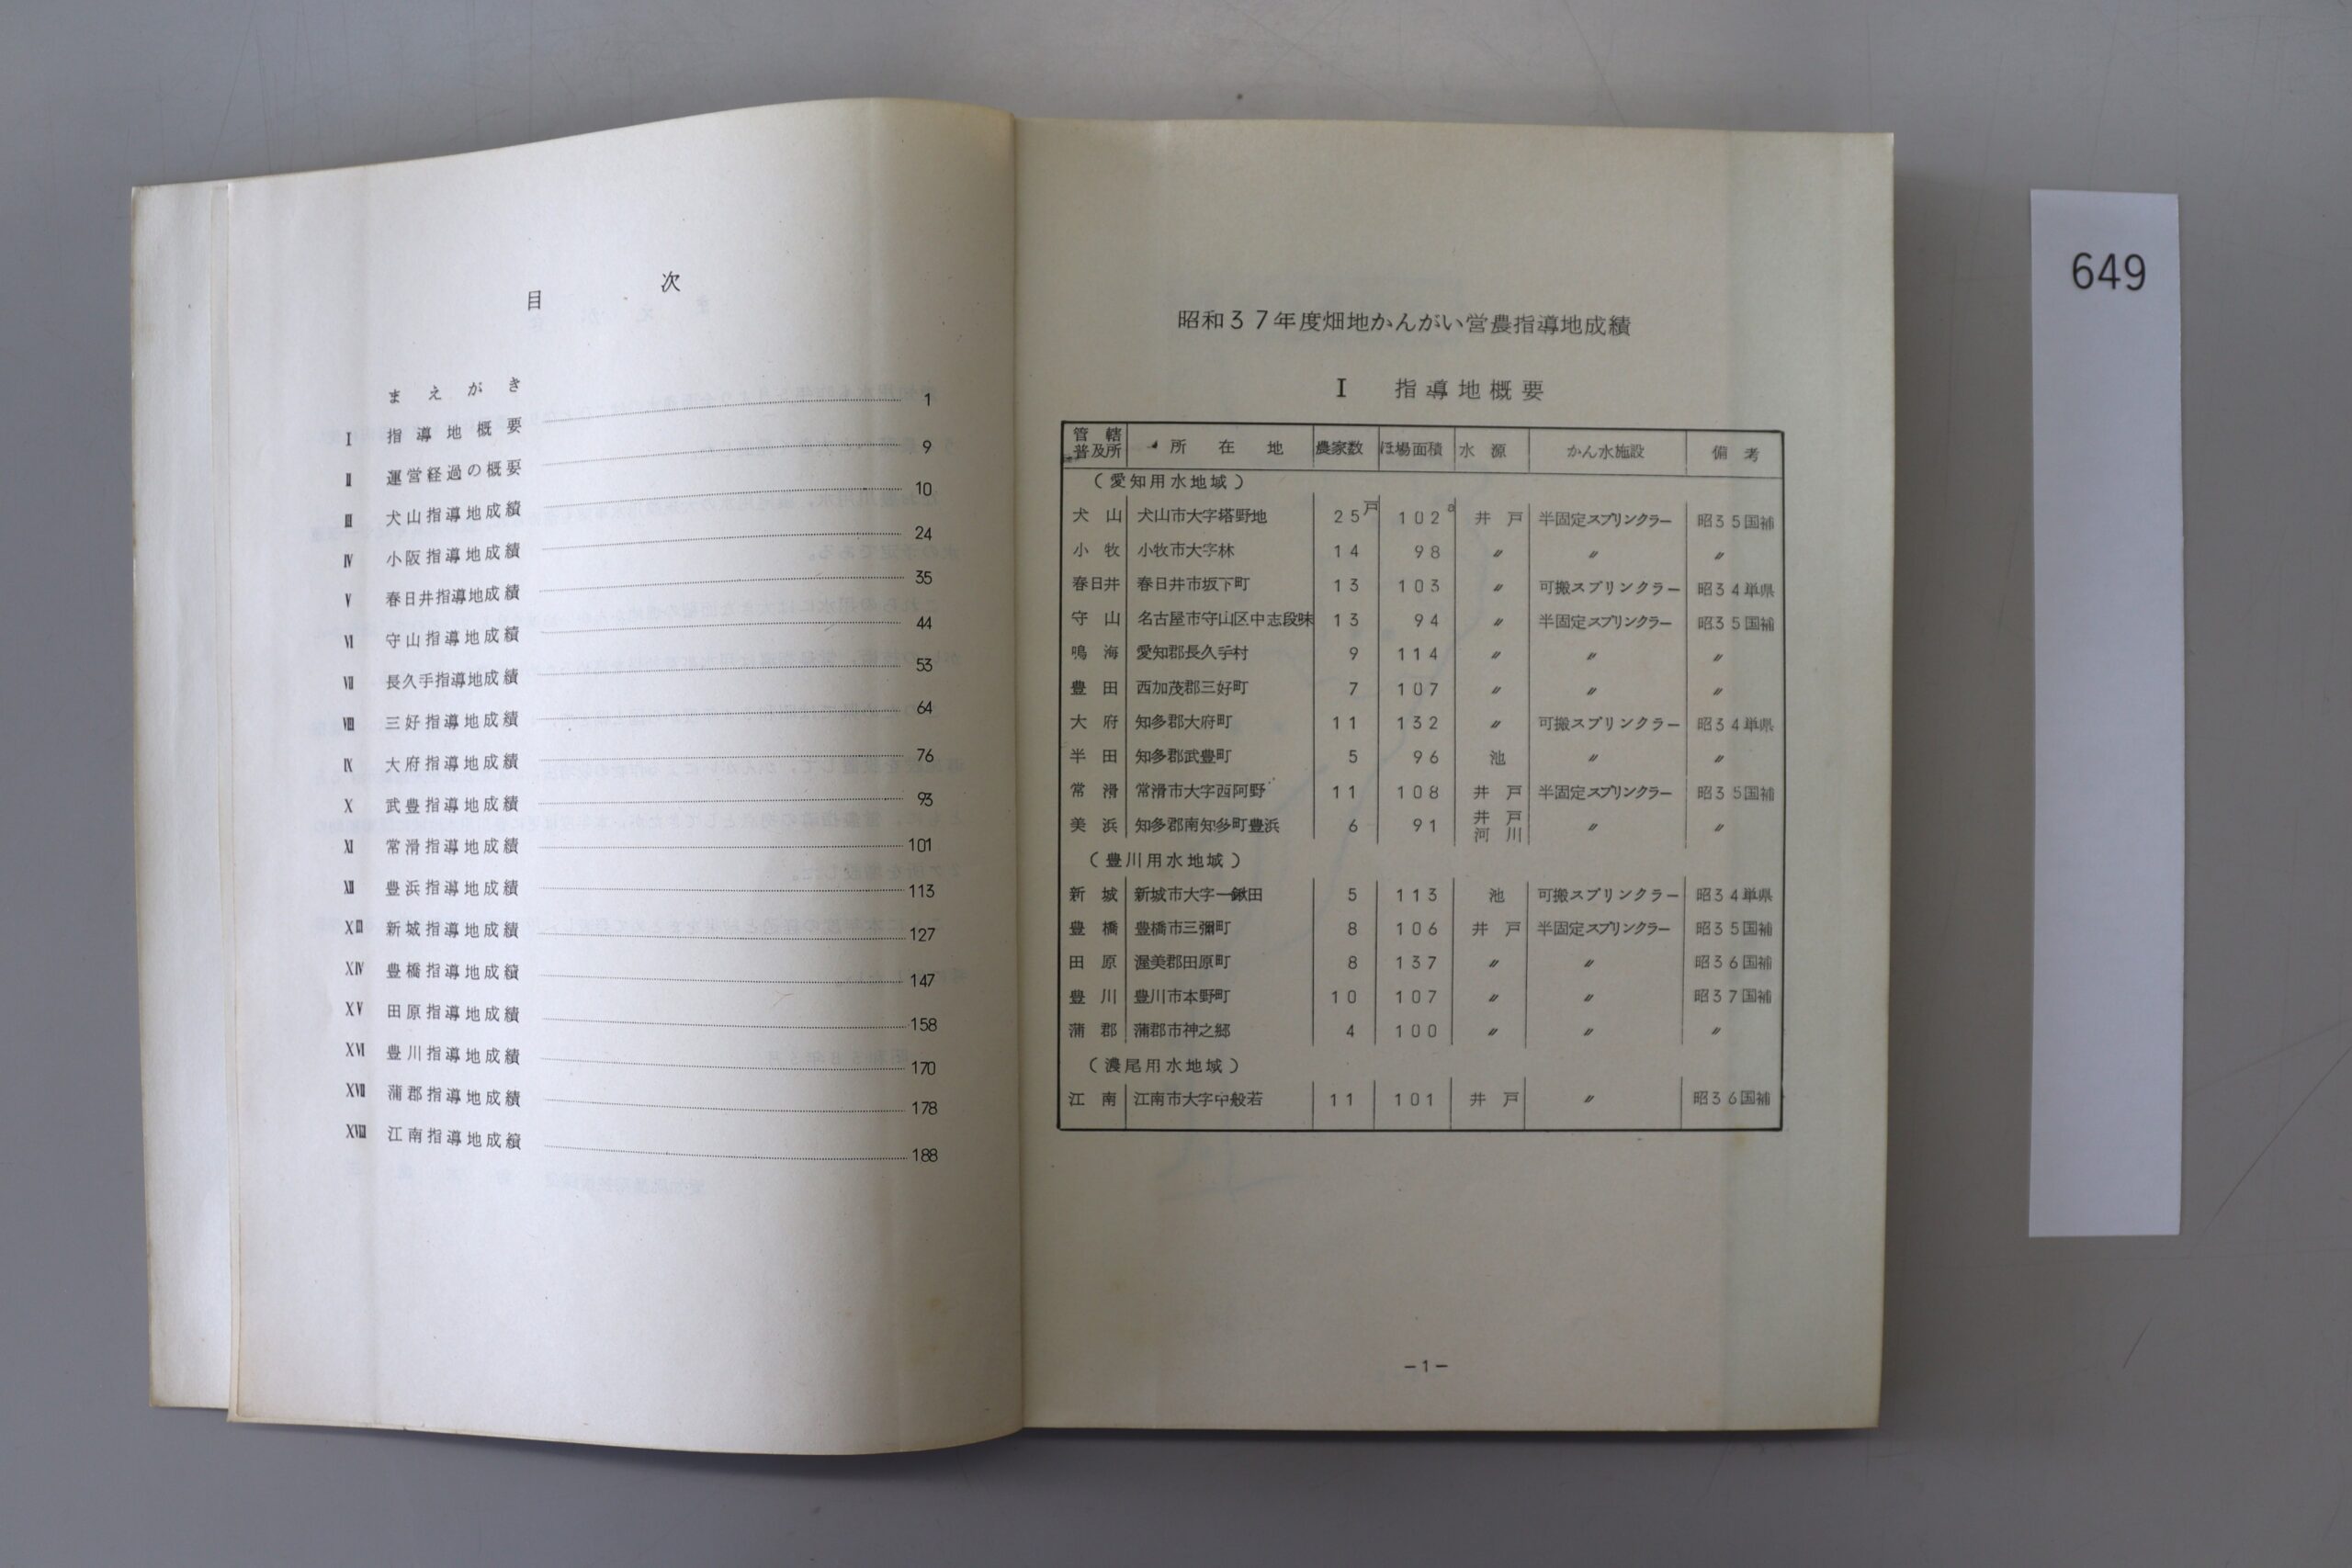 目 次
まえがき
I 指導地概要 1
II 運営経過の概要 9
III 犬山指導地成績 10
IV 小阪指導地成績 24
V 春日井指導地成績 35
VI 守山指導地成績 44
VII 長久手指導地成績 53
VIII 三好指導地成績 64
IX 大府指導地成績 76
X 武豊指導地成績 93
XI 常滑指導地成績 101
XII 豊浜指導地成績 113
XIII 新城指導地成績 127
XIV 豊橋指導地成績 147
XV 田原指導地成績 158
XVI 豊川指導地成績 170
XVII 蒲郡指導地成績 178
XVIII 江南指導地成績 188
昭和37年度畑地かんがい営農指導地成績
I 指導地概要
管轄普及所 所在地 農家数 ほ場面積 水源 かん水施設 備考
(愛知用水地域)
犬山 犬山市大字塔野地 25戸 102a 井戸 半固定スプリンクラー 昭35国補
小牧 小牧市大字林 14 98 〃 〃 〃
春日井 春日井市坂下町 13 103 〃 可搬スプリンクラー 昭34単県
守山 名古屋市守山区中志段味 13 94 〃 半固定スプリンクラー 昭35国補
鳴海 愛知郡長久手村 9 114 〃 〃 〃
豊田 西加茂郡三好町 7 107 〃 〃 〃
大府 知多郡大府町 11 132 〃 可搬スプリンクラー 昭34単県
半田 知多郡武豊町 5 96 池 〃 〃
常滑 常滑市大字西阿野 11 108 井戸 半固定スプリンクラー 昭35国補
美浜 知多郡南知多町豊浜 6 91 井戸河川 〃 〃
(豊川用水地域)
新城 新城市大字一鍬田 5 113 池 可搬スプリンクラー 昭34単県
豊橋 豊橋市三彌町 8 106 井戸 半固定スプリンクラー 昭35国補
田原 渥美郡田原町 8 137 〃 〃 昭36国補
豊川 豊川市本野町 10 107 〃 〃 昭37国補
蒲郡 蒲郡市神之郷 4 100 〃 〃 〃
(濃尾用水地域)
江南 江南市大字中般若 11 101 井戸 〃 昭36国補
-1-
649